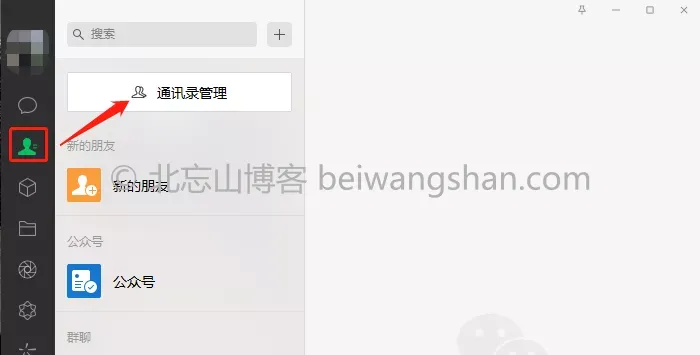 搜索
通讯录管理
新的朋友
© 北忘山博客 beiwangshan.com
新的朋友
公众号
公众号
群聊